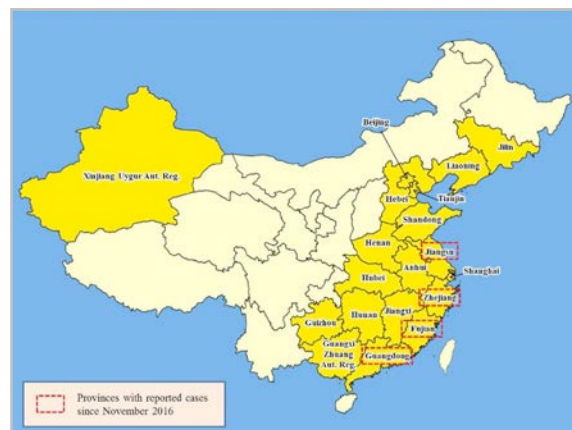 Beijing
Jilin
Liaoning
Xinjiang Uygur Aut. Reg.
Hebei
Tianjin
Shandong
Henan
Jiangsu
Anhui
Shanghai
Hubei
Zhejiang
Hunan
Jiangxi
Guizhou
Fujian
Guangxi
Zhuang
Aut. Reg.
Guangdong
Provinces with reported cases
since November 2016